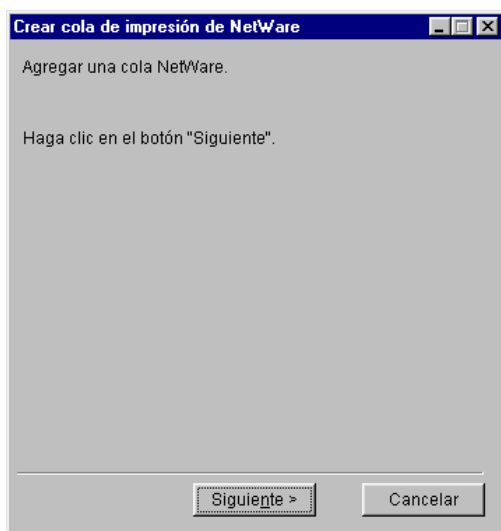 Crear cola de impresión de NetWare
Agregar una cola NetWare.
Haga clic en el botón "Siguiente".
Siguiente >
Cancelar